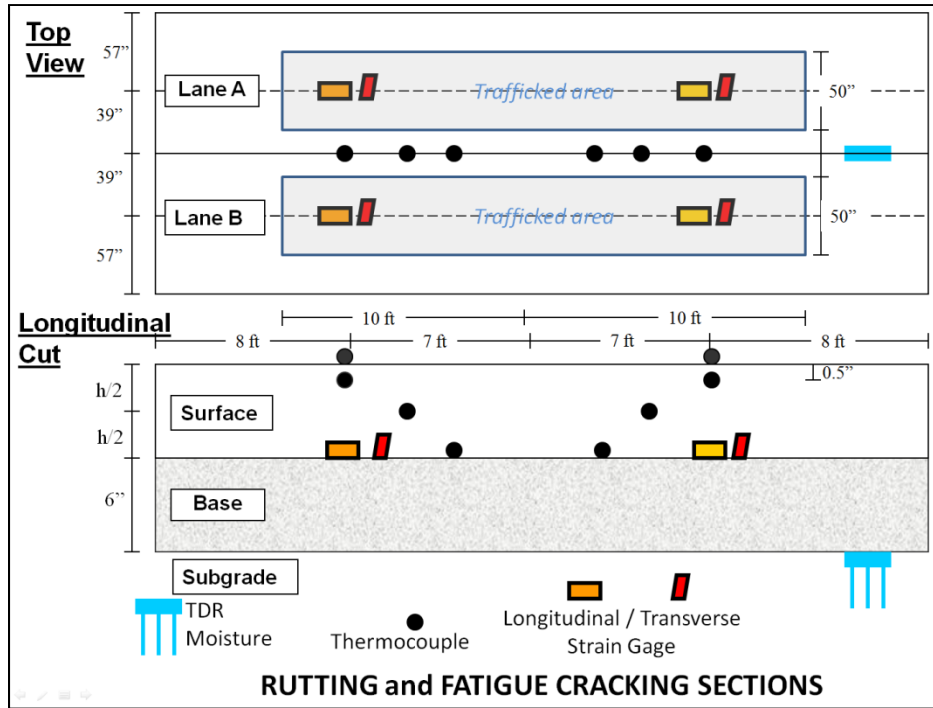 Top
View
57”
Lane A
Trafficked area
50”
39”
39”
Lane B
Trafficked area
50”
57”
Longitudinal
Cut
10 ft
10 ft
8 ft
7 ft
7 ft
8 ft
0.5”
h/2
Surface
h/2
6”
Base
Subgrade
TDR
Moisture
Thermocouple
Longitudinal / Transverse
Strain Gage
RUTTING and FATIGUE CRACKING SECTIONS